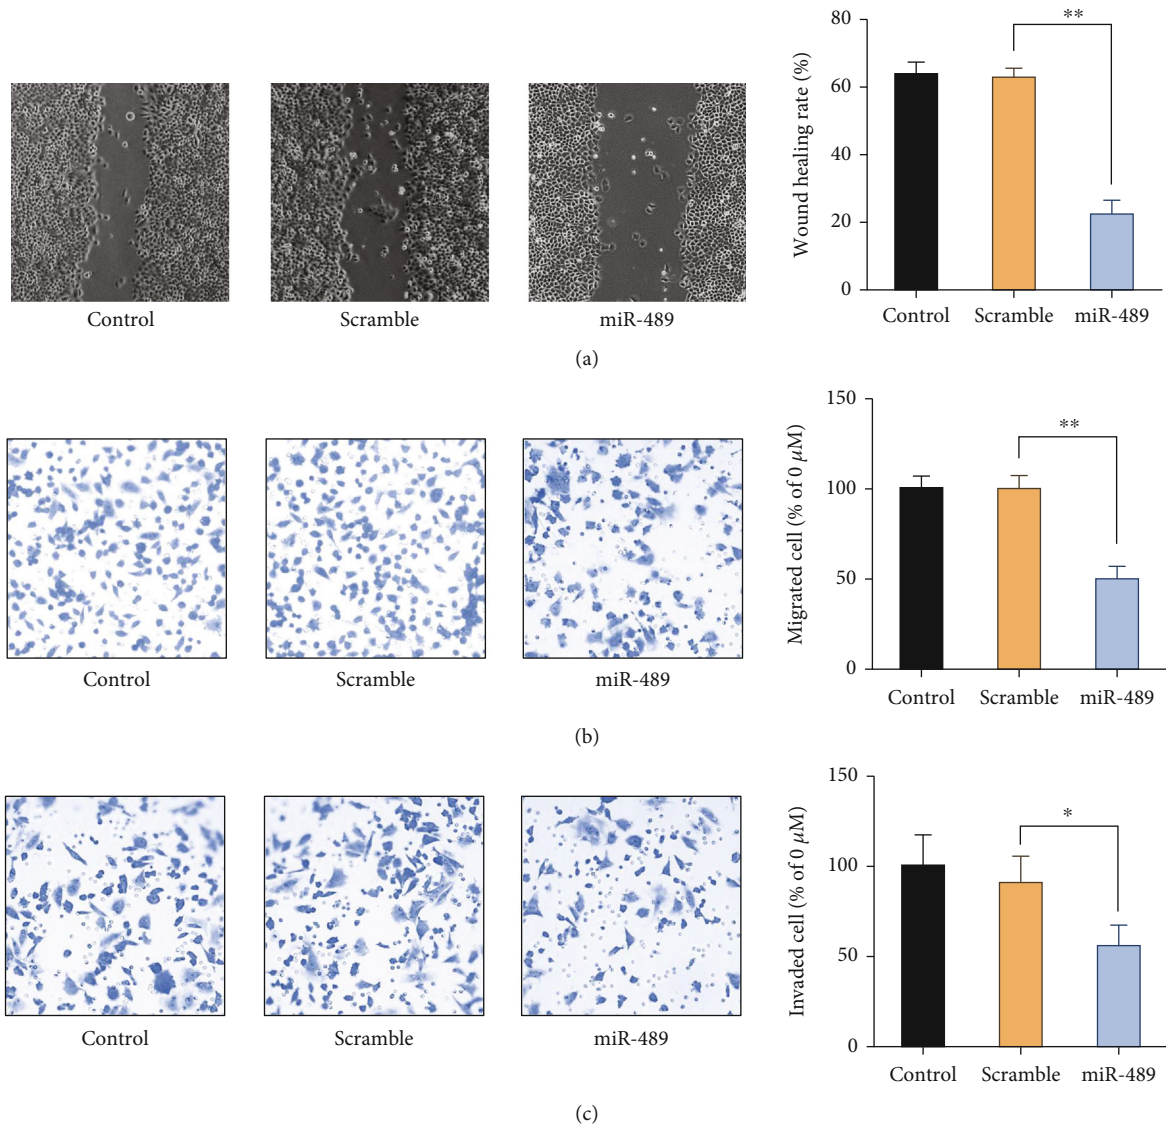 Control
Scramble
miR-489
Wound healing rate (%)
80
60
40
20
0
**
Control
Scramble
miR-489
(a)
Control
Scramble
miR-489
Migrated cell (% of 0 μM)
150
100
50
0
**
Control
Scramble
miR-489
(b)
Control
Scramble
miR-489
Invaded cell (% of 0 μM)
150
100
50
0
*
Control
Scramble
miR-489
(c)